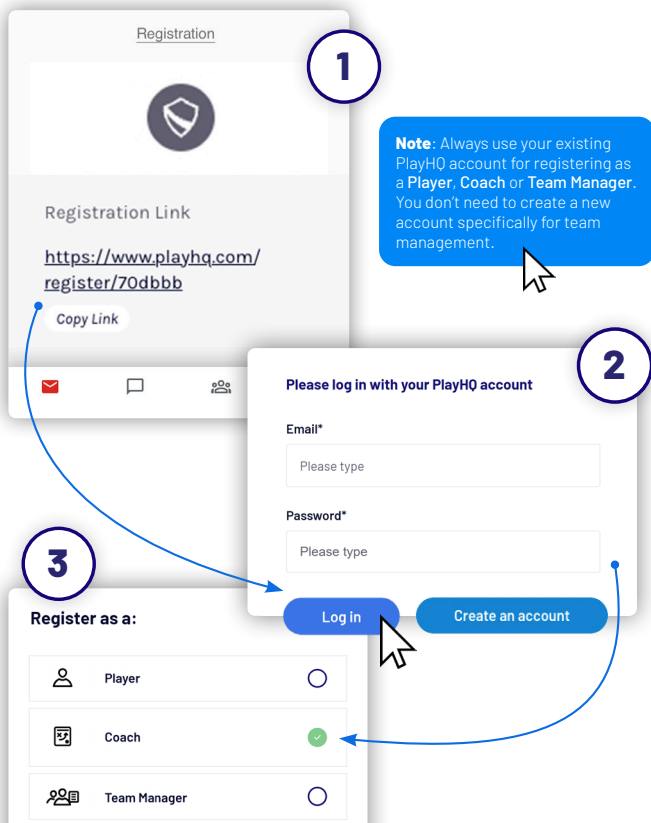 Registration
1
Registration Link
https://www.playhq.com/
register/70dbbb
Copy Link
Note: Always use your existing
PlayHQ account for registering as
a Player, Coach or Team Manager.
You don't need to create a new
account specifically for team
management.
2
Please log in with your PlayHQ account
Email*
Please type
Password*
Please type
Log in
Create an account
3
Register as a:
Player
Coach
Team Manager